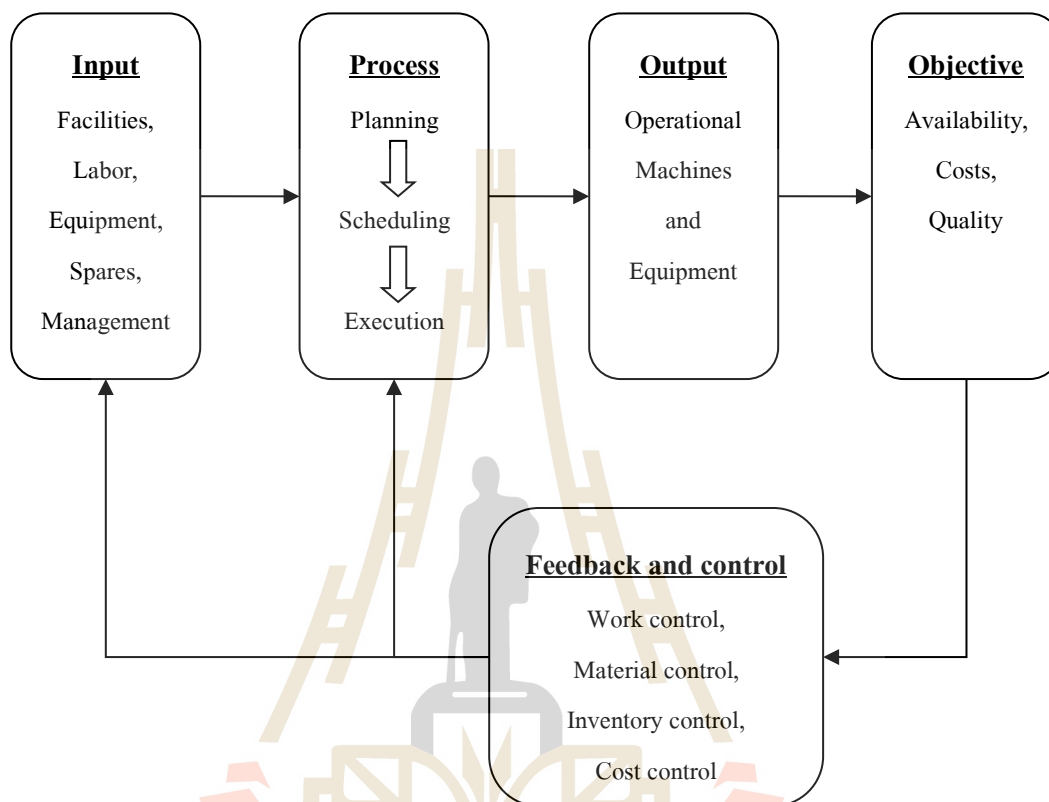 Input
Facilities,
Labor,
Equipment,
Spares,
Management
Process
Planning
Scheduling
Execution
Output
Operational
Machines
and
Equipment
Objective
Availability,
Costs,
Quality
Feedback and control
Work control,
Material control,
Inventory control,
Cost control